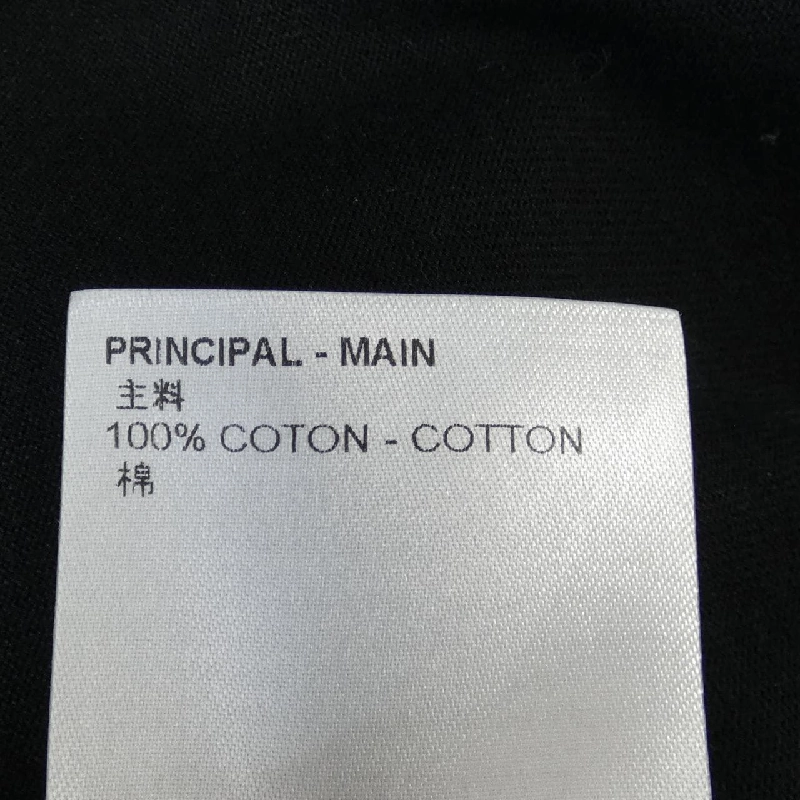 PRINCIPAL - MAIN
主料
100% COTON - COTTON
棉